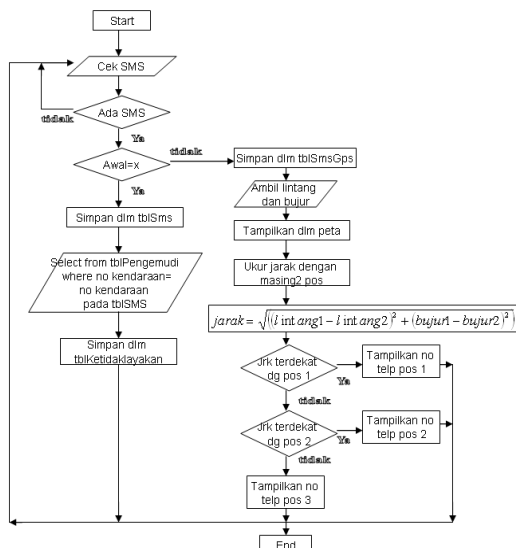 Start
Cek SMS
Ada SMS
tidak
Ya
Awal=x
tidak
Ya
Simpan dlm tblSms
Select from tblPengemudi
where no kendaraan=
no kendaraan
pada tblSMS
Simpan dlm
tblKetidaklayakan
Simpan dlm tblSmsGps
Ambil lintang
dan bujur
Tampilkan dlm peta
Ukur jarak dengan
masing2 pos
jarak = √((lintang1 − lintang2)² + (bujur1 − bujur2)²)
Jrk terdekat
dg pos 1
Ya
Tampilkan no
telp pos 1
tidak
Jrk terdekat
dg pos 2
Ya
Tampilkan no
telp pos 2
tidak
Tampilkan no
telp pos 3
End